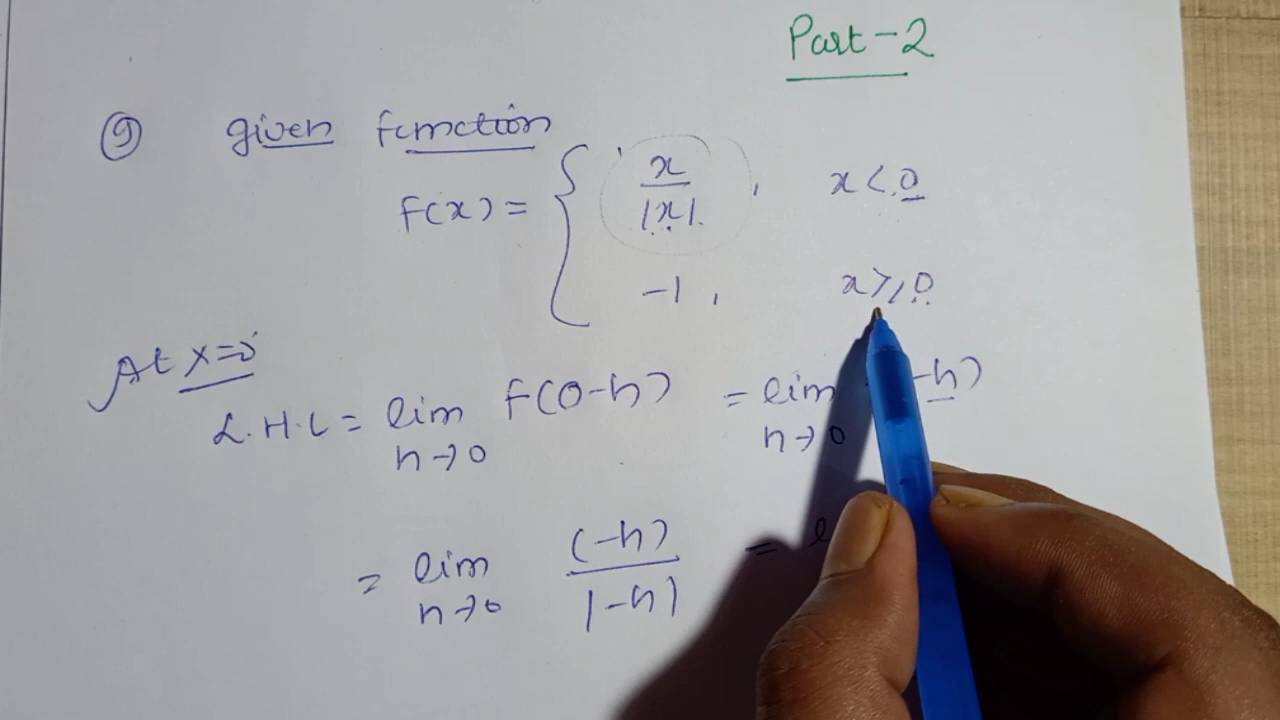 Part-2
⑨ given function
f(x) = { x/|x| , x < 0
-1 , x ≥ 0
At x=0
L.H.L = lim f(0-h) = lim -h)
h→0 h→0
= lim (-h)/|-h| =
h→0